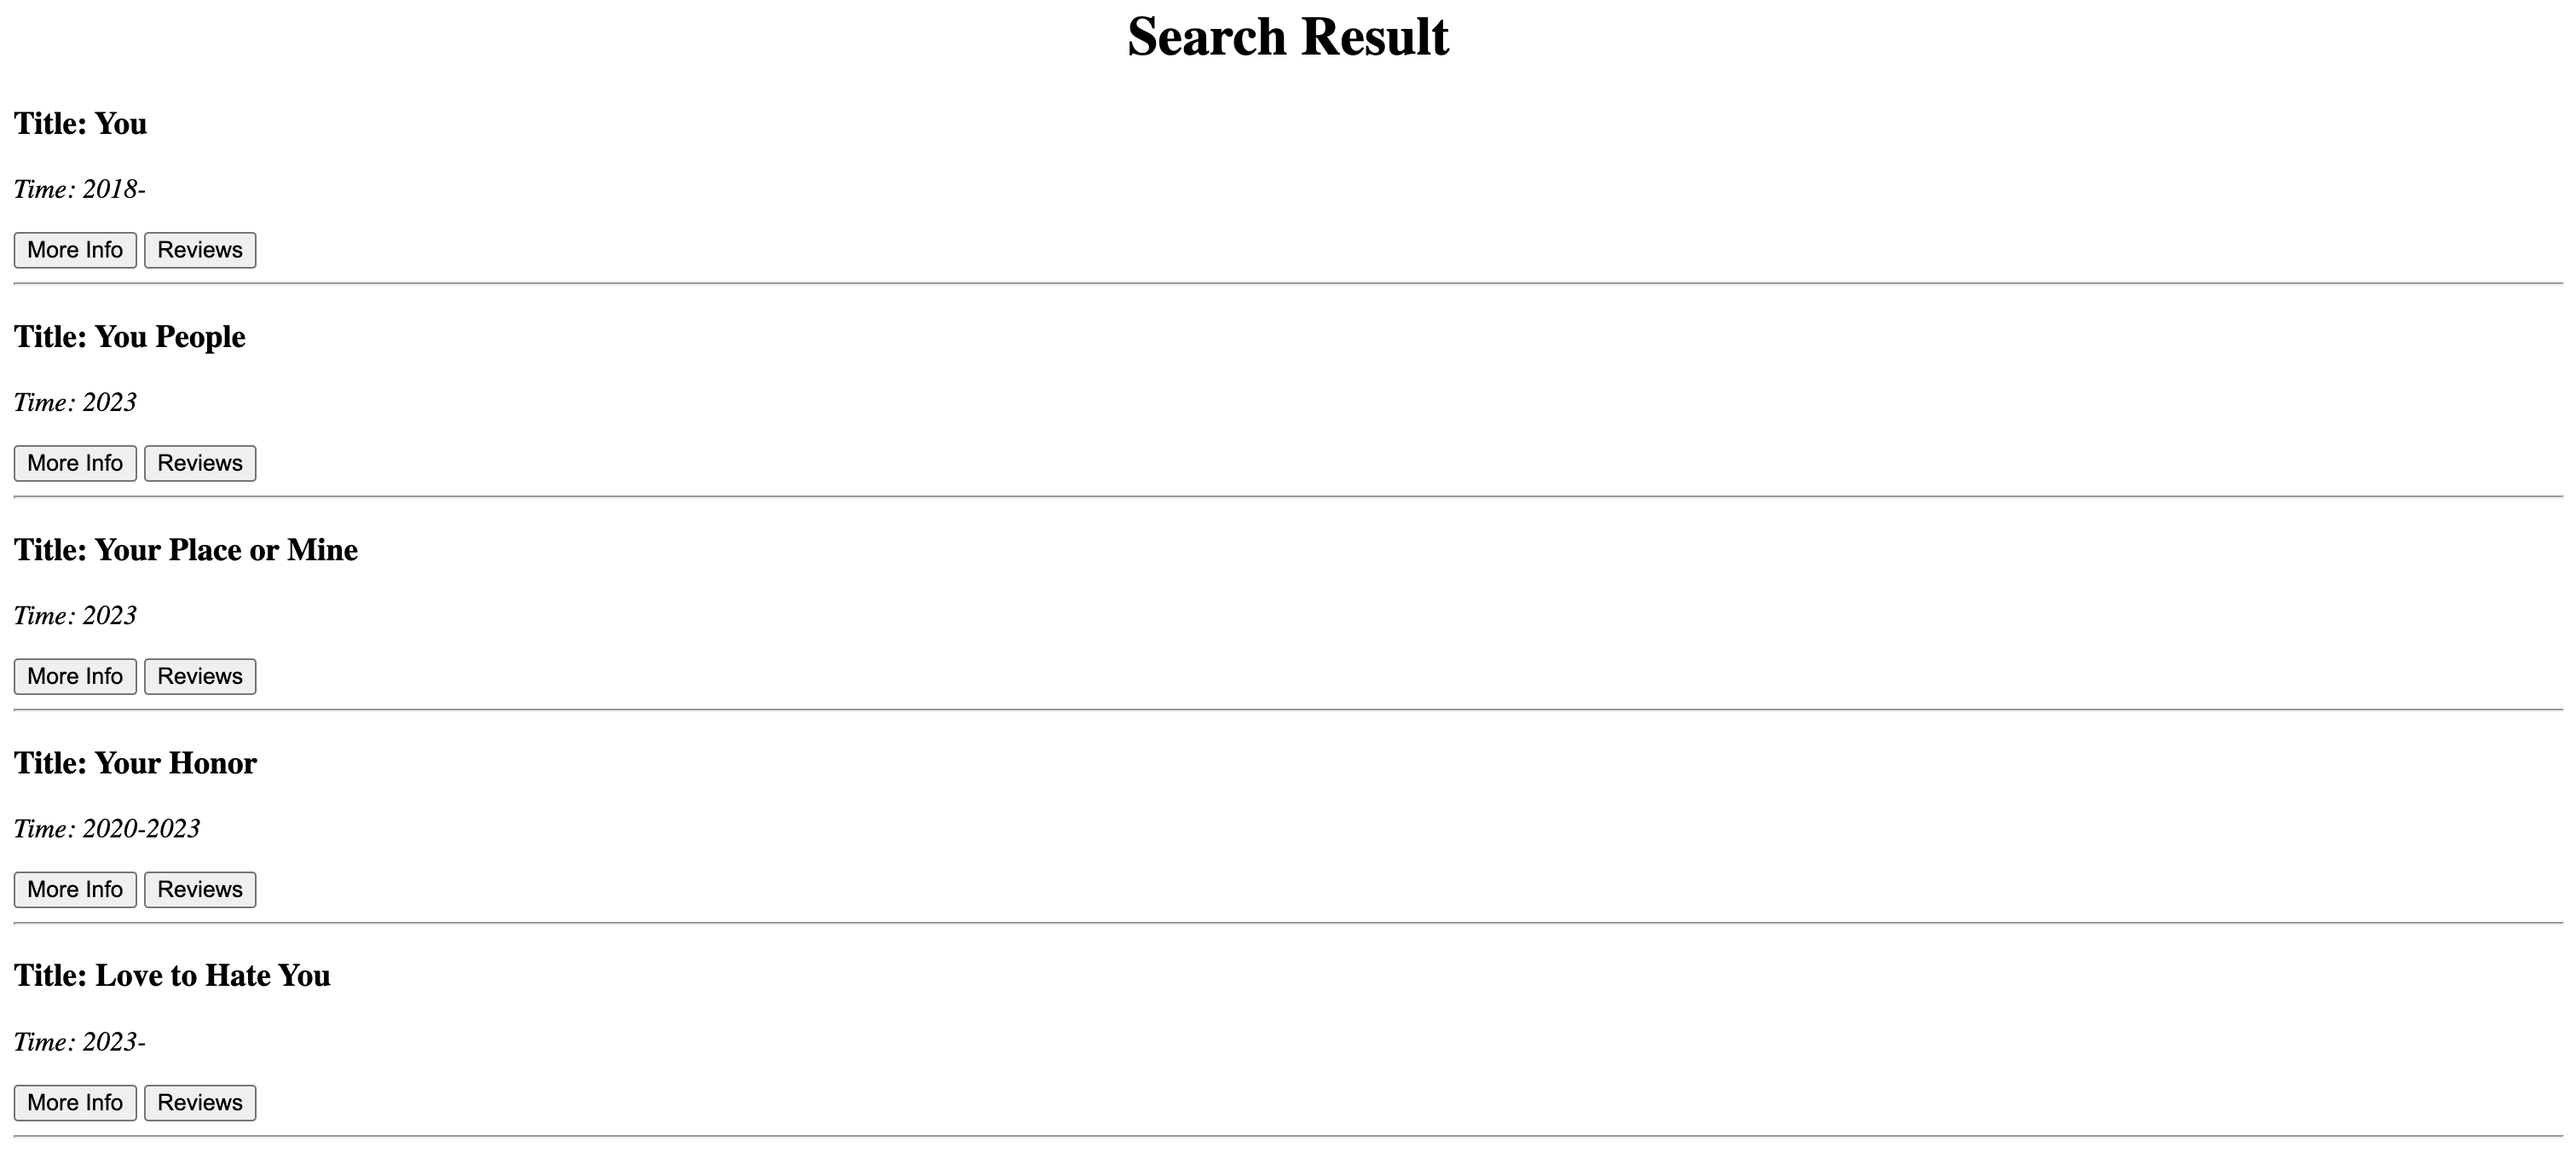 Search Result
Title: You
Time: 2018-
More Info Reviews
Title: You People
Time: 2023
More Info Reviews
Title: Your Place or Mine
Time: 2023
More Info Reviews
Title: Your Honor
Time: 2020-2023
More Info Reviews
Title: Love to Hate You
Time: 2023-
More Info Reviews